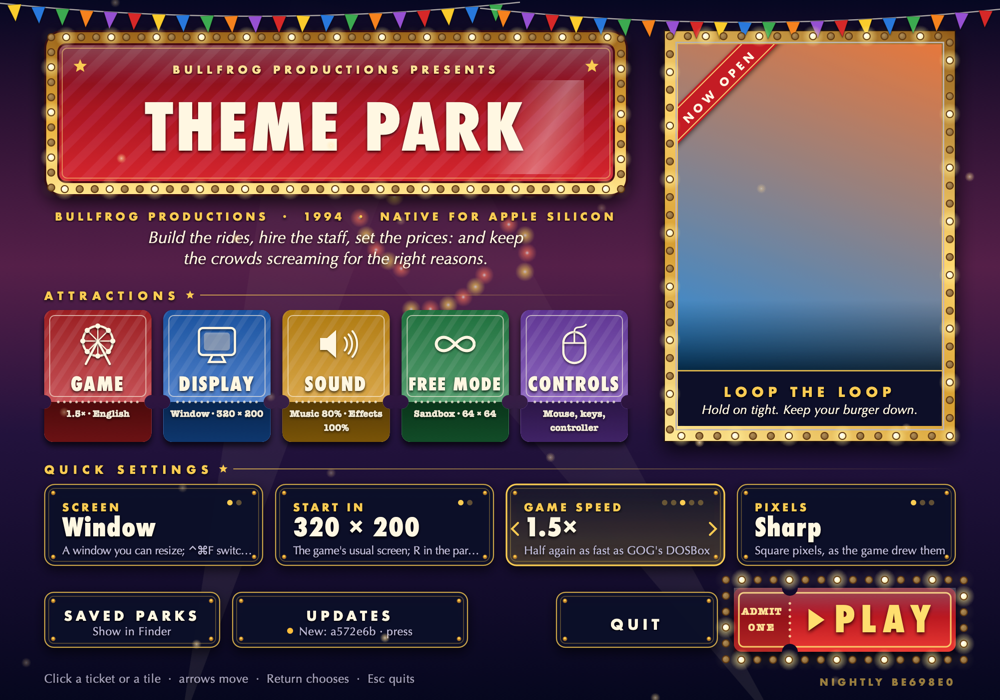 BULLFROG PRODUCTIONS PRESENTS
THEME PARK
NOW OPEN
BULLFROG PRODUCTIONS · 1994 · NATIVE FOR APPLE SILICON
Build the rides, hire the staff, set the prices: and keep
the crowds screaming for the right reasons.
LOOP THE LOOP
Hold on tight. Keep your burger down.
ATTRACTIONS
GAME
1.5× · English
DISPLAY
Window · 320 × 200
SOUND
Music 80% · Effects
100%
FREE MODE
Sandbox · 64 × 64
CONTROLS
Mouse, keys,
controller
QUICK SETTINGS
SCREEN
Window
A window you can resize; ^⌘F switc…
START IN
320 × 200
The game's usual screen; R in the par…
GAME SPEED
1.5×
Half again as fast as GOG's DOSBox
PIXELS
Sharp
Square pixels, as the game drew them
SAVED PARKS
Show in Finder
UPDATES
New: a572e6b · press
QUIT
ADMIT
ONE
PLAY
Click a ticket or a tile · arrows move · Return chooses · Esc quits
NIGHTLY BE698E0